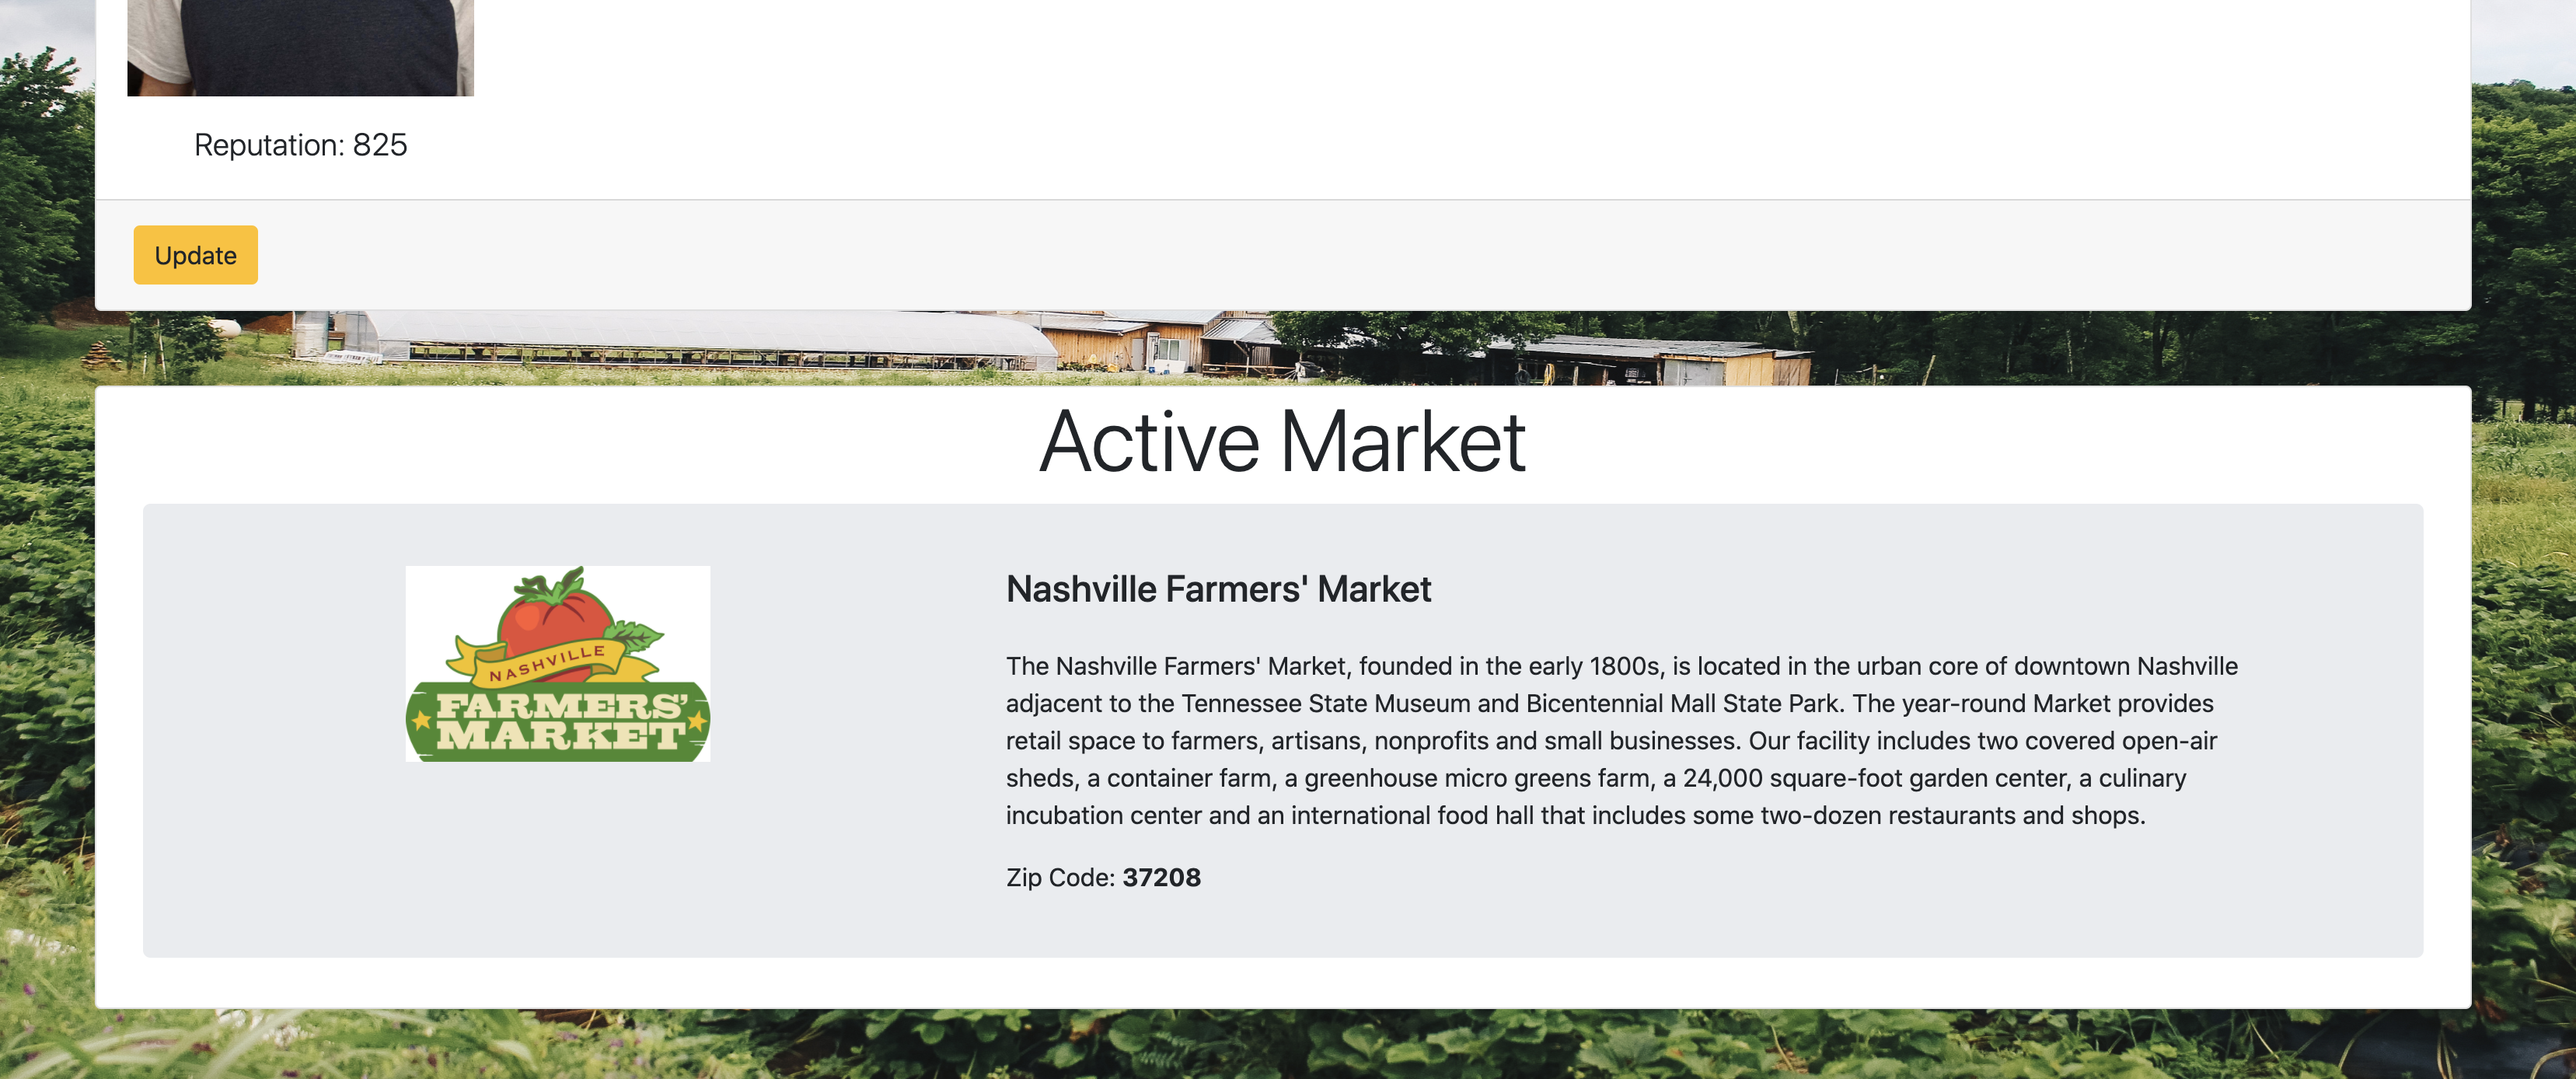 Reputation: 825
Update
Active Market
NASHVILLE
FARMERS'
MARKET
Nashville Farmers' Market
The Nashville Farmers' Market, founded in the early 1800s, is located in the urban core of downtown Nashville
adjacent to the Tennessee State Museum and Bicentennial Mall State Park. The year-round Market provides
retail space to farmers, artisans, nonprofits and small businesses. Our facility includes two covered open-air
sheds, a container farm, a greenhouse micro greens farm, a 24,000 square-foot garden center, a culinary
incubation center and an international food hall that includes some two-dozen restaurants and shops.
Zip Code: 37208